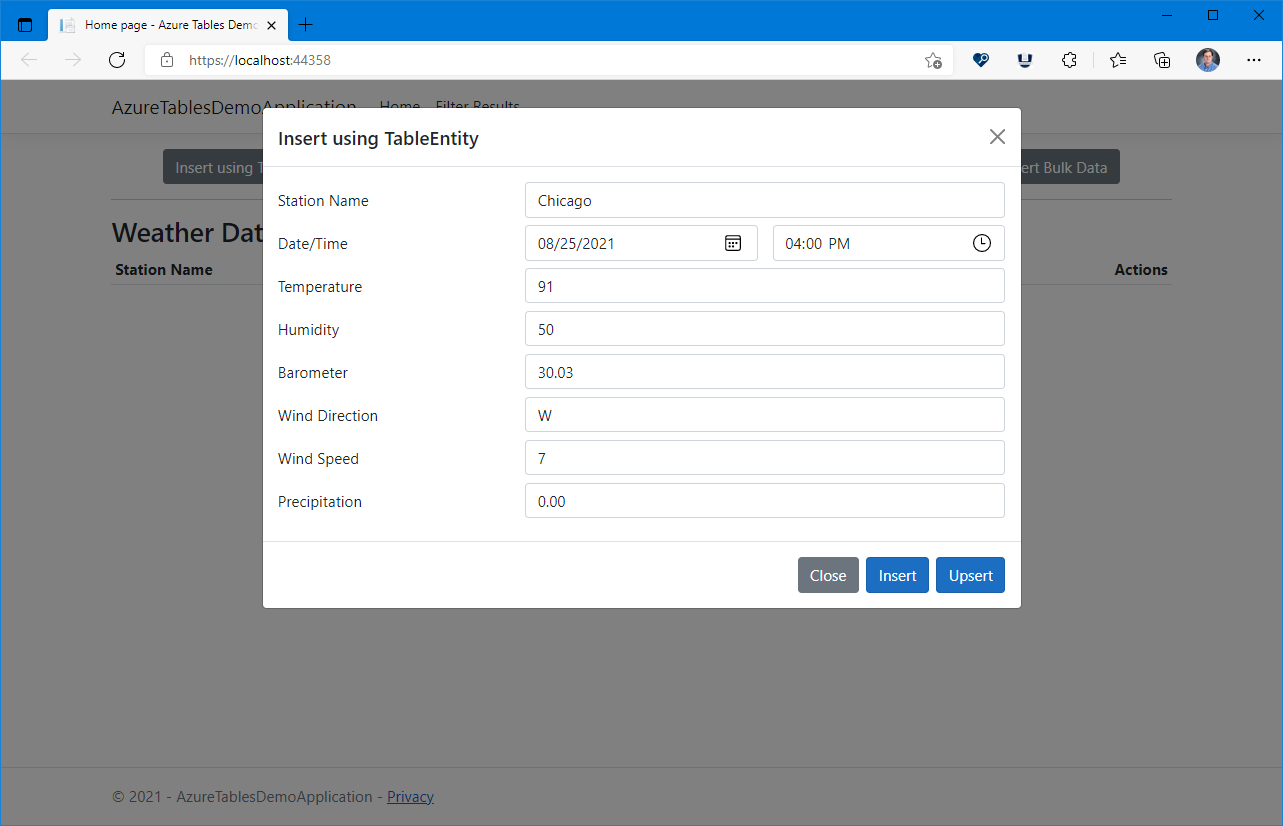 Home page - Azure Tables Demo
https://localhost:44358
AzureTablesDemoApplication Home Filter Results
Insert using TableEntity
Insert using Bulk Data
Station Name Chicago
Weather
Date/Time 08/25/2021 04:00 PM
Station Name Actions
Temperature 91
Humidity 50
Barometer 30.03
Wind Direction W
Wind Speed 7
Precipitation 0.00
Close Insert Upsert
© 2021 - AzureTablesDemoApplication - Privacy